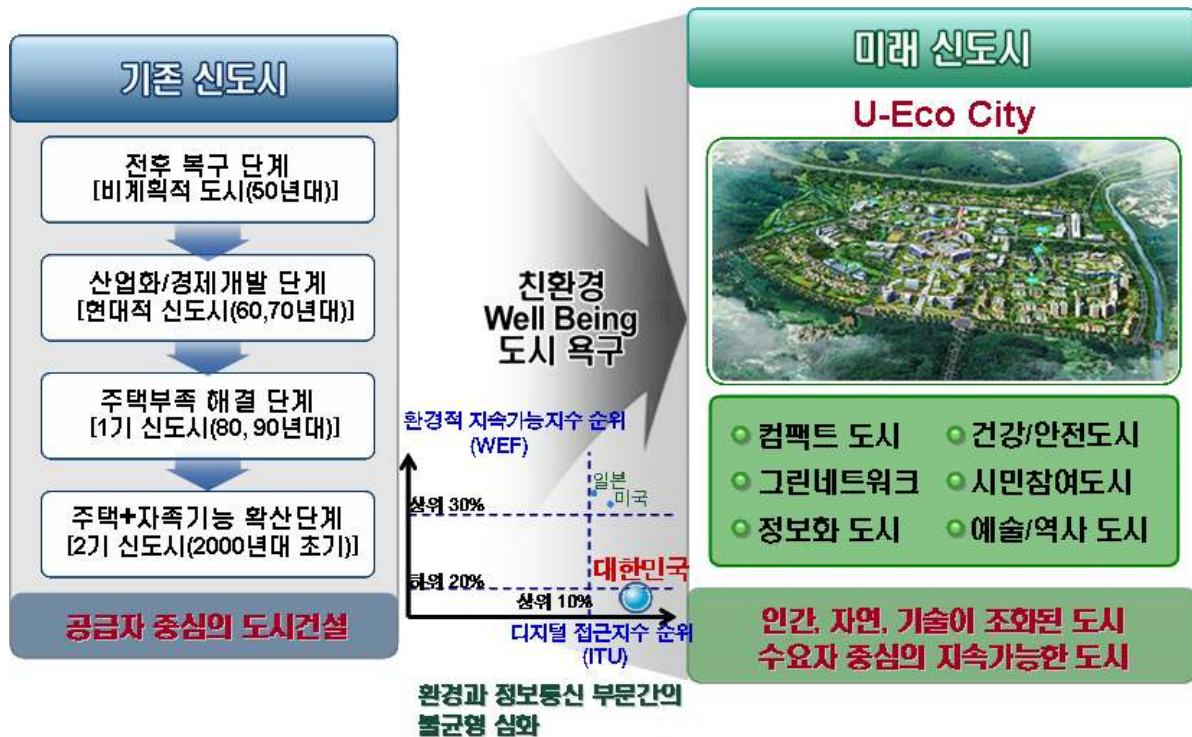 기존 신도시
전후 복구 단계
[비계획적 도시(50년대)]
산업화/경제개발 단계
[현대적 신도시(60,70년대)]
주택부족 해결 단계
[1기 신도시(80, 90년대)]
주택+자족기능 확산단계
[2기 신도시(2000년대 초기)]
공급자 중심의 도시건설
친환경
Well Being
도시 욕구
환경적 지속가능지수 순위
(WEF)
일본
미국
상위 30%
대한민국
하위 20%
상위 10%
디지털 접근지수 순위
(ITU)
환경과 정보통신 부문간의
불균형 심화
미래 신도시
U-Eco City
컴팩트 도시
건강/안전도시
그린네트워크
시민참여도시
정보화 도시
예술/역사 도시
인간, 자연, 기술이 조화된 도시
수요자 중심의 지속가능한 도시